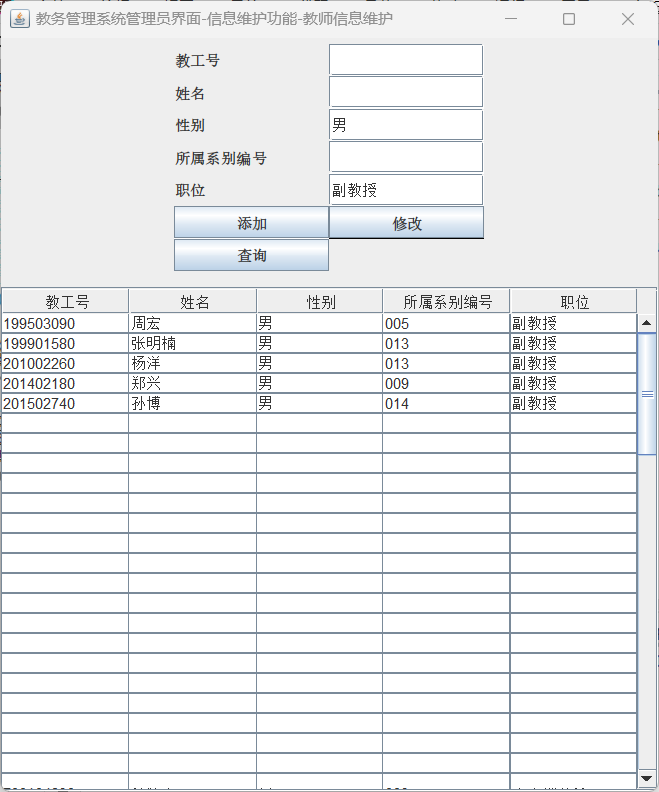 教务管理系统管理员界面-信息维护功能-教师信息维护
教工号
姓名
性别 男
所属系别编号
职位 副教授
添加 修改
查询
教工号 姓名 性别 所属系别编号 职位
199503090 周宏 男 005 副教授
199901580 张明楠 男 013 副教授
201002260 杨洋 男 013 副教授
201402180 郑兴 男 009 副教授
201502740 孙博 男 014 副教授